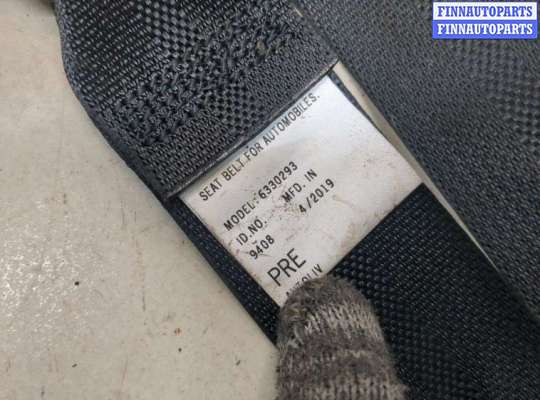 FINNAUTOPARTS
FINNAUTOPARTS
SEAT BELT FOR AUTOMOBILES.
MODEL: 6330293
ID.NO. MFD. IN
9408 4/2019
PRE